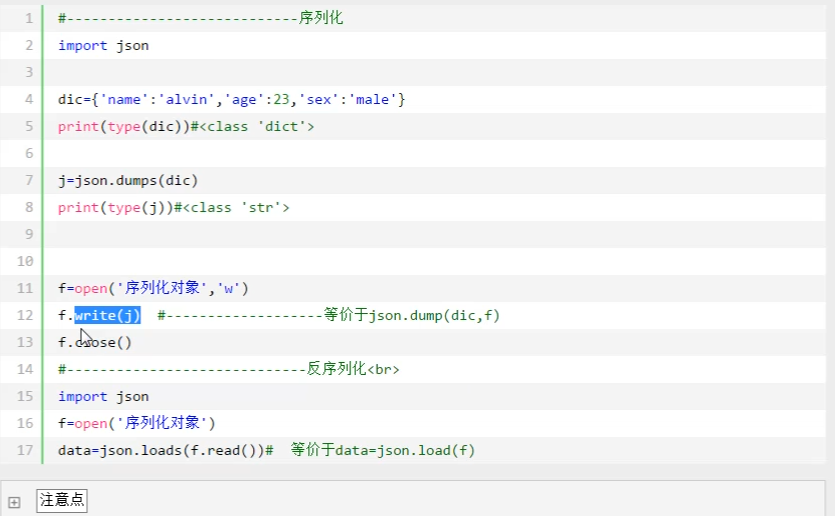 1 #----------------------------序列化
2 import json
3
4 dic={'name':'alvin','age':23,'sex':'male'}
5 print(type(dic))#<class 'dict'>
6
7 j=json.dumps(dic)
8 print(type(j))#<class 'str'>
9
10
11 f=open('序列化对象','w')
12 f.write(j)  #-------------------等价于json.dump(dic,f)
13 f.close()
14 #-----------------------------反序列化<br>
15 import json
16 f=open('序列化对象')
17 data=json.loads(f.read())#  等价于data=json.load(f)
注意点